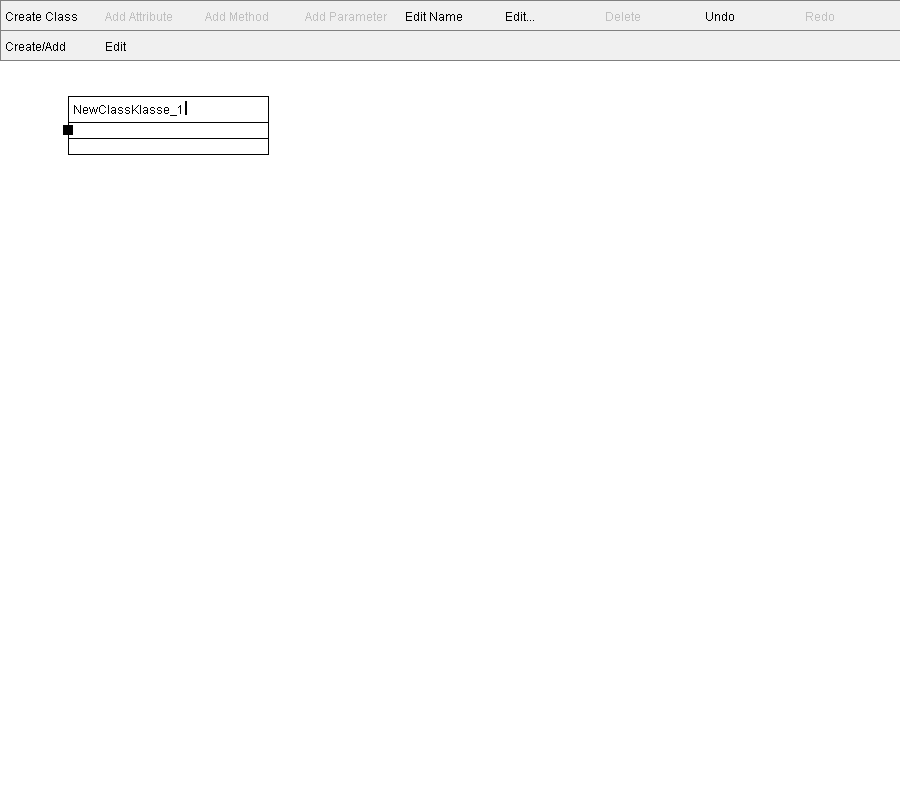 Create Class Add Attribute Add Method Add Parameter Edit Name Edit... Delete Undo Redo
Create/Add Edit
NewClassKlasse_1